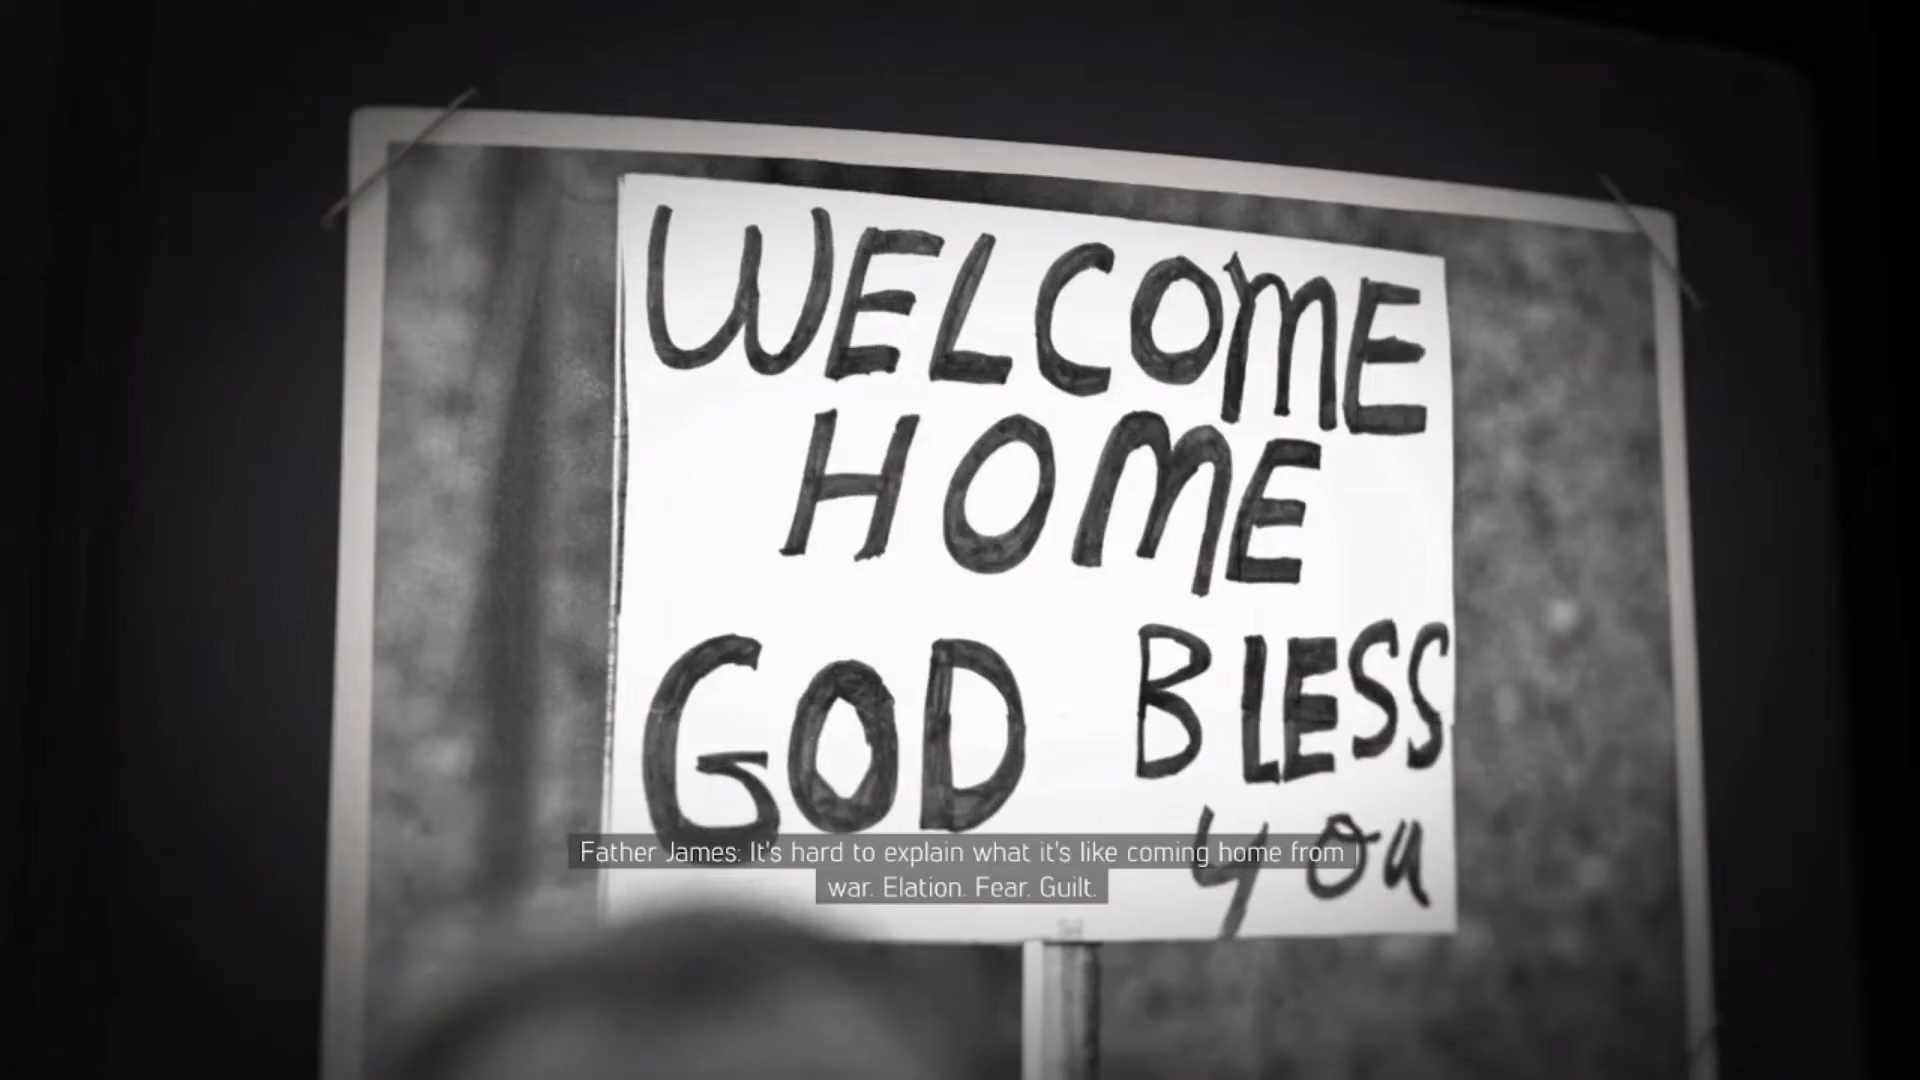 WELCOME
HOME
GOD BLESS
you
Father James: It's hard to explain what it's like coming home from
war. Elation. Fear. Guilt.